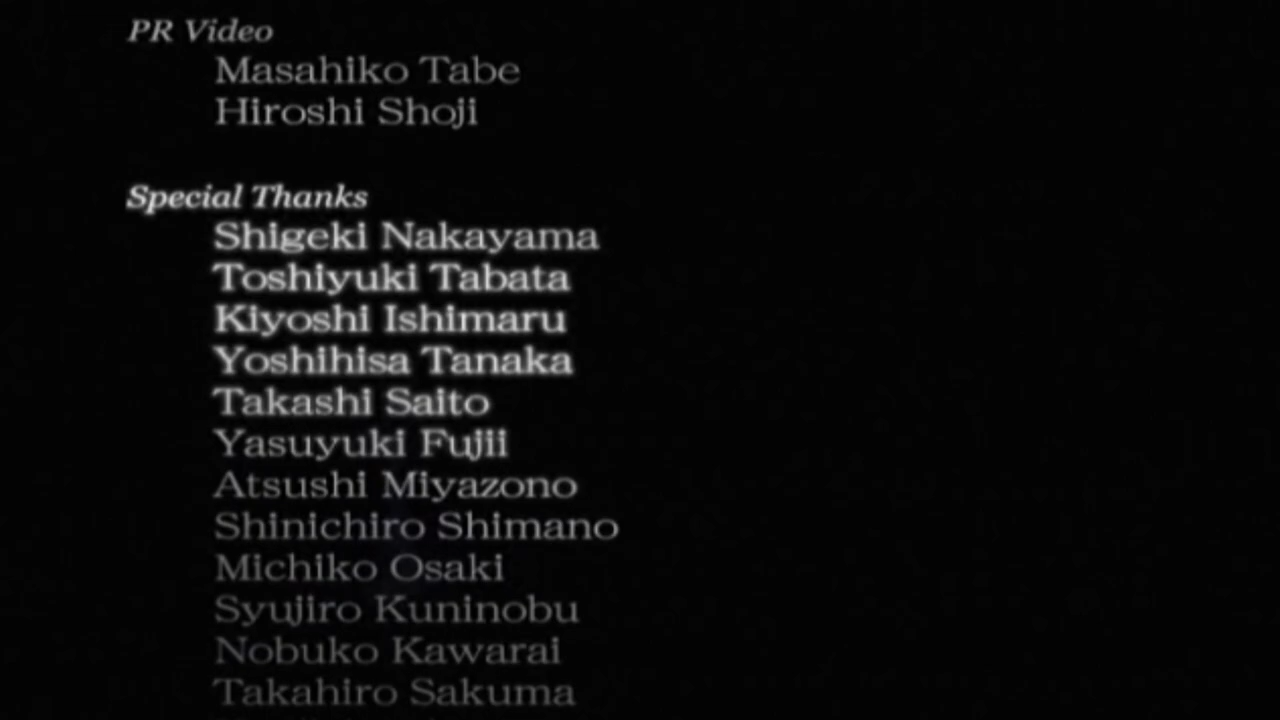 PR Video
Masahiko Tabe
Hiroshi Shoji
Special Thanks
Shigeki Nakayama
Toshiyuki Tabata
Kiyoshi Ishimaru
Yoshihisa Tanaka
Takashi Saito
Yasuyuki Fujii
Atsushi Miyazono
Shinichiro Shimano
Michiko Osaki
Syujiro Kuninobu
Nobuko Kawarai
Takahiro Sakuma